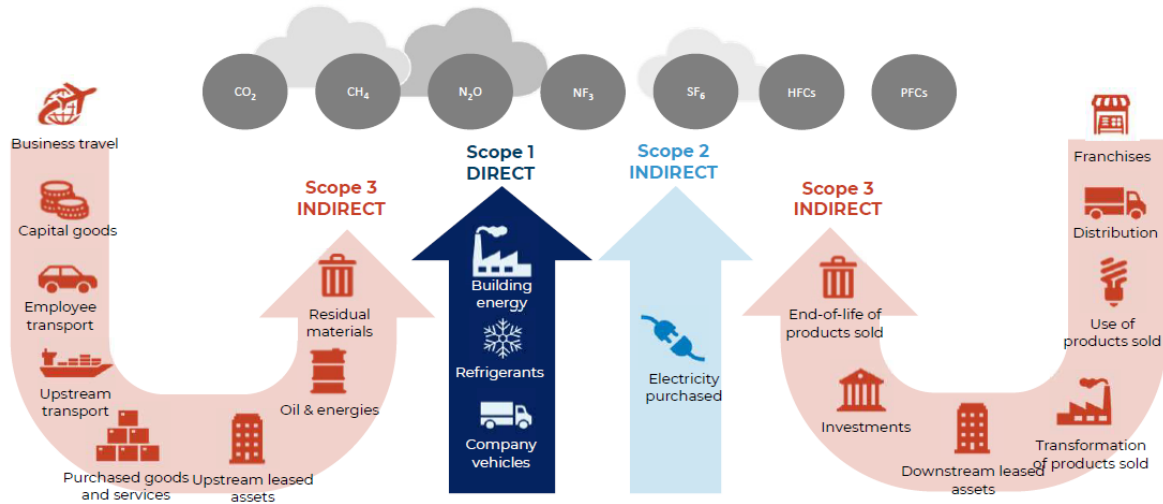 CO₂
CH₄
N₂O
NF₃
SF₆
HFCs
PFCs
Business travel
Capital goods
Employee
transport
Upstream
transport
Purchased goods
and services
Upstream leased
assets
Oil & energies
Residual
materials
Scope 3
INDIRECT
Scope 1
DIRECT
Building
energy
Refrigerants
Company
vehicles
Scope 2
INDIRECT
Electricity
purchased
Scope 3
INDIRECT
End-of-life of
products sold
Investments
Downstream leased
assets
Transformation
of products sold
Use of
products sold
Distribution
Franchises